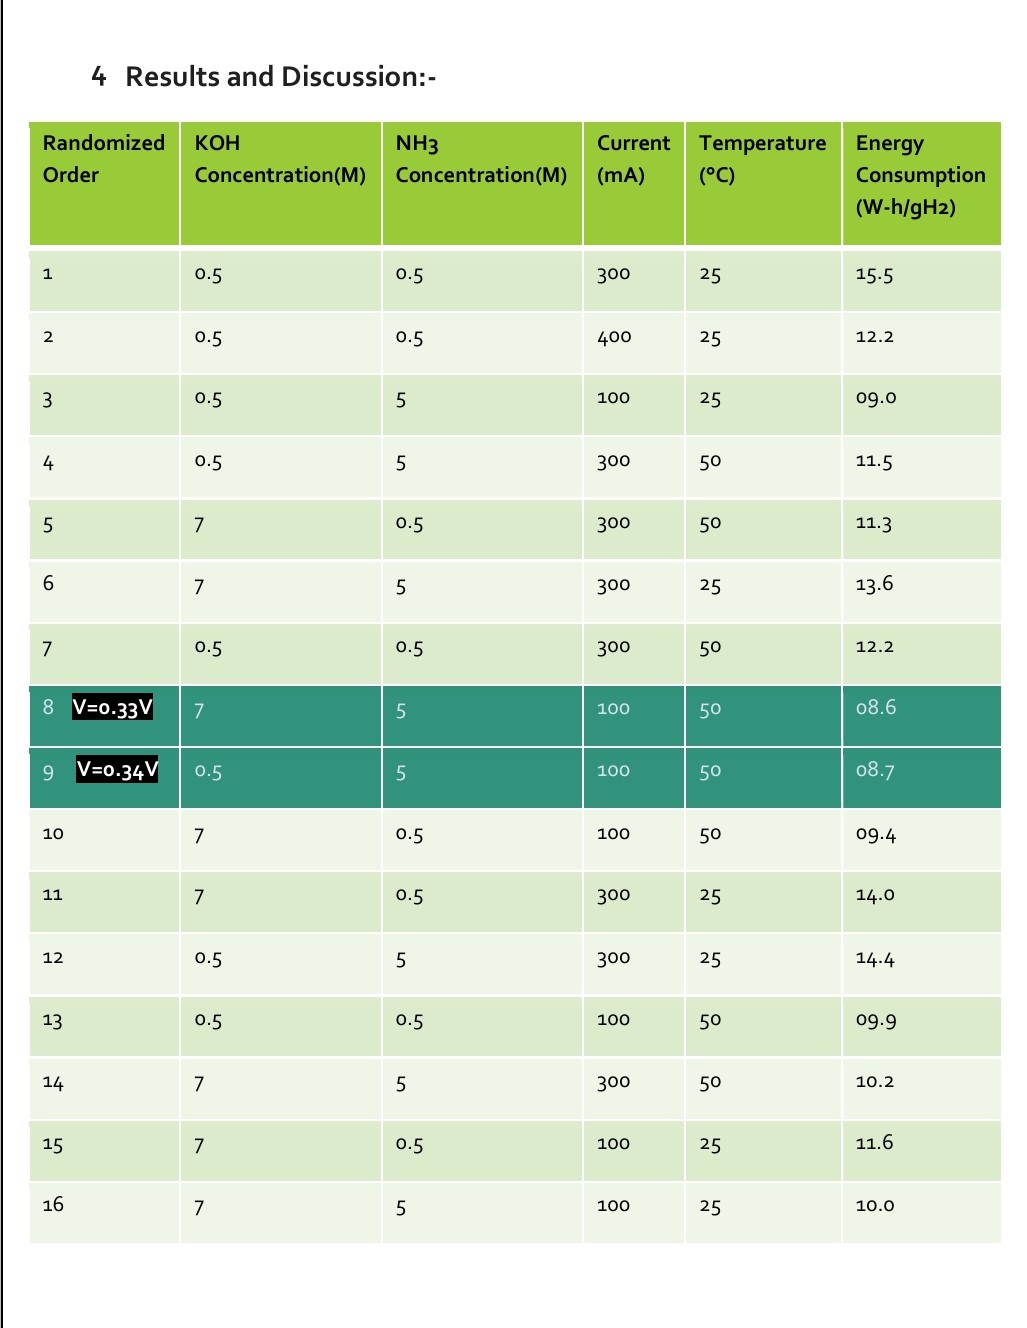 4 Results and Discussion:-
Randomized Order KOH Concentration(M) NH3 Concentration(M) Current (mA) Temperature (°C) Energy Consumption (W-h/gH2)
1 0.5 0.5 300 25 15.5
2 0.5 0.5 400 25 12.2
3 0.5 5 100 25 09.0
4 0.5 5 300 50 11.5
5 7 0.5 300 50 11.3
6 7 5 300 25 13.6
7 0.5 0.5 300 50 12.2
8 V=0.33V 7 5 100 50 08.6
9 V=0.34V 0.5 5 100 50 08.7
10 7 0.5 100 50 09.4
11 7 0.5 300 25 14.0
12 0.5 5 300 25 14.4
13 0.5 0.5 100 50 09.9
14 7 5 300 50 10.2
15 7 0.5 100 25 11.6
16 7 5 100 25 10.0